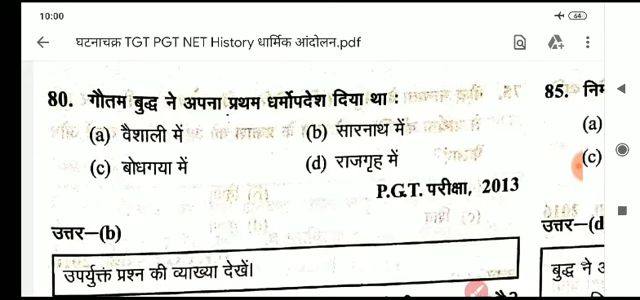 10:00
64
घटनाचक्र TGT PGT NET History धार्मिक आंदोलन.pdf
80. गौतम बुद्ध ने अपना प्रथम धर्मोपदेश दिया था :
(a) वैशाली में (b) सारनाथ में
(c) बोधगया में (d) राजगृह में
P.G.T. परीक्षा, 2013
उत्तर–(b)
उपर्युक्त प्रश्न की व्याख्या देखें।
85. निम
(a)
(c)
उत्तर–(d
बुद्ध ने